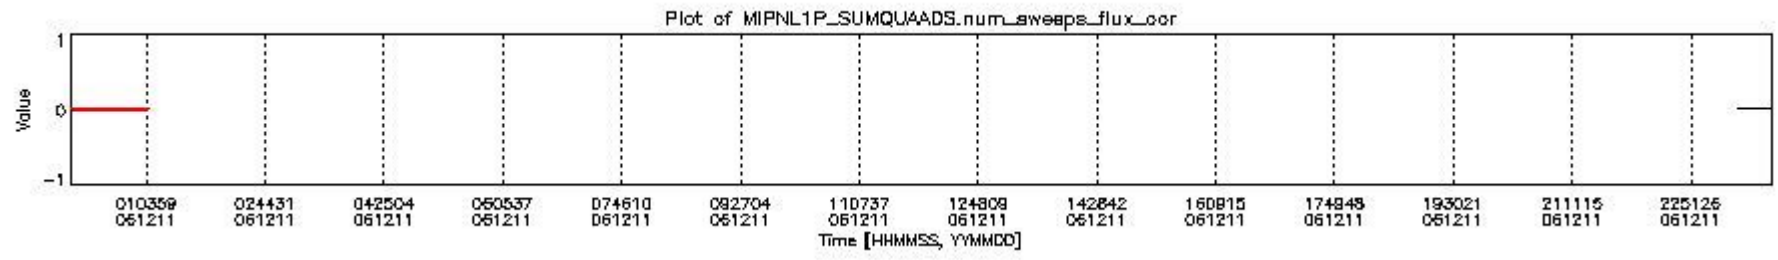 Plot of MIPNL1P_SUMQUAADS.num_sweeps_flux_cor
1
0
-1
Value
010359 024431 042504 060537 074610 092704 110737 124809 142842 160915 174948 193021 211115 225126
061211 061211 061211 061211 061211 061211 061211 061211 061211 061211 061211 061211 061211 061211
Time [HHMMSS, YYMMDD]